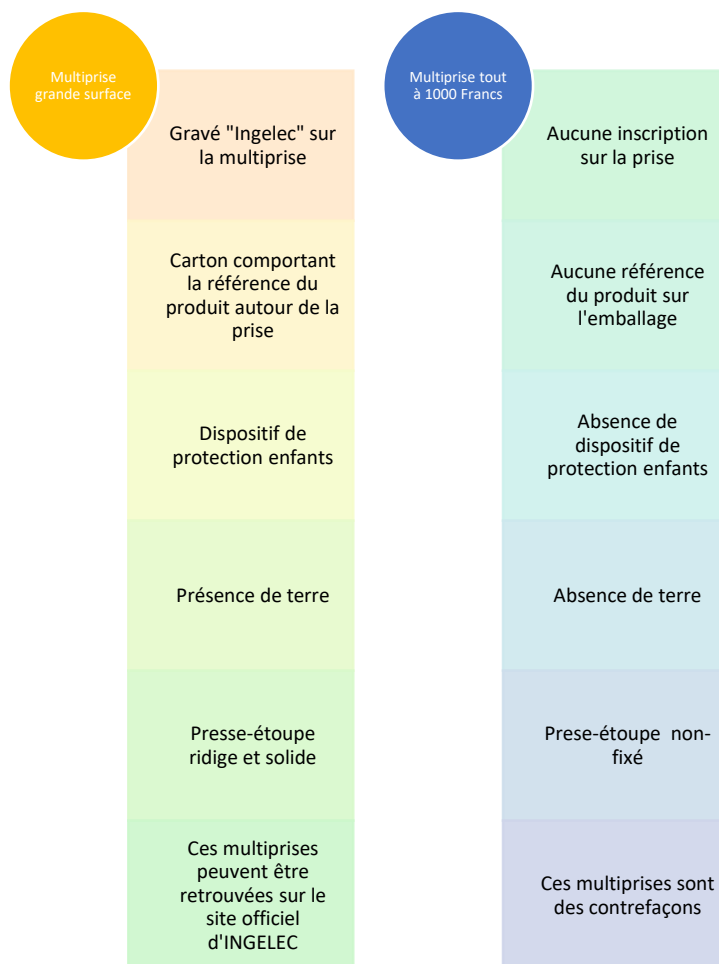 Multiprise
grande surface
Gravé "Ingelec" sur
la multiprise
Carton comportant
la référence du
produit autour de la
prise
Dispositif de
protection enfants
Présence de terre
Presse-étoupe
ridige et solide
Ces multiprises
peuvent être
retrouvées sur le
site officiel
d'INGELEC
Multiprise tout
à 1000 Francs
Aucune inscription
sur la prise
Aucune référence
du produit sur
l'emballage
Absence de
dispositif de
protection enfants
Absence de terre
Prese-étoupe non-
fixé
Ces multiprises sont
des contrefaçons